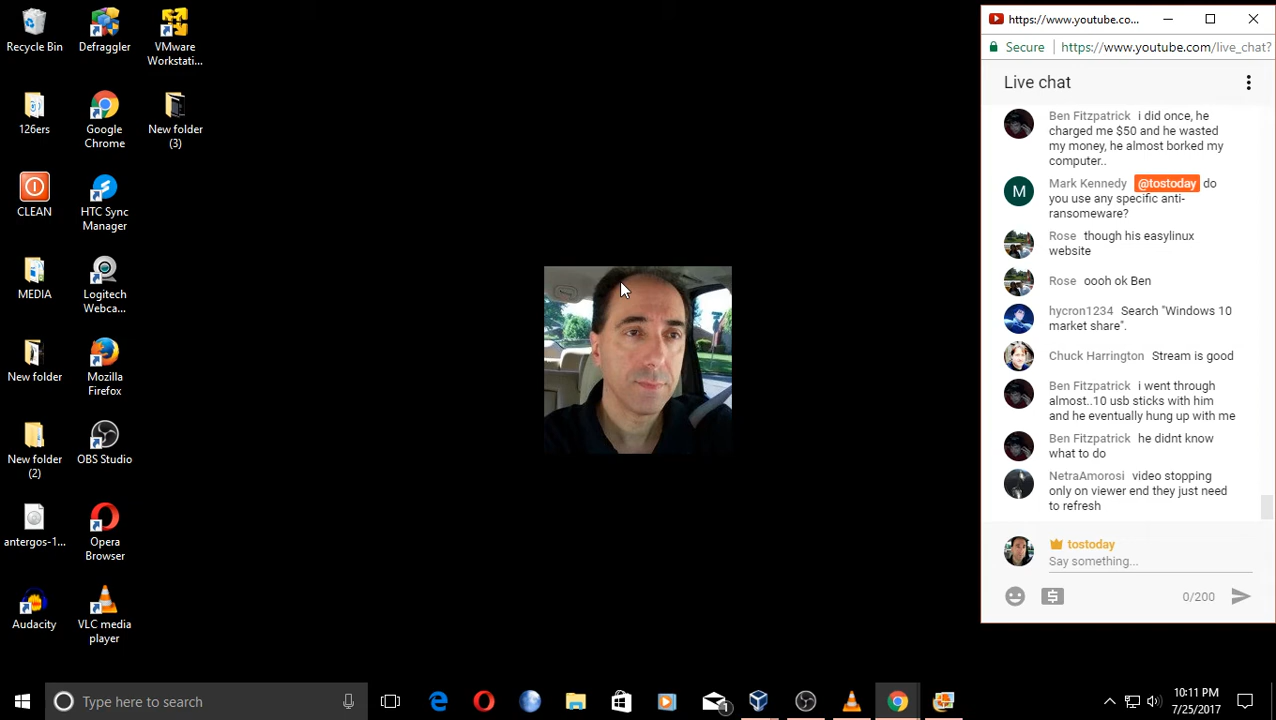 Recycle Bin
Defraggler
VMware
Workstati...
126ers
Google
Chrome
New folder
(3)
CLEAN
HTC Sync
Manager
MEDIA
Logitech
Webca...
New folder
Mozilla
Firefox
New folder
(2)
OBS Studio
antergos-1...
Opera
Browser
Audacity
VLC media
player
https://www.youtube.co...
Secure
https://www.youtube.com/live_chat?
Live chat
Ben Fitzpatrick i did once, he
charged me $50 and he wasted
my money, he almost borked my
computer..
M
Mark Kennedy @tostoday do
you use any specific anti-
ransomeware?
Rose though his easylinux
website
Rose oooh ok Ben
hycron1234 Search "Windows 10
market share".
Chuck Harrington Stream is good
Ben Fitzpatrick i went through
almost..10 usb sticks with him
and he eventually hung up with me
Ben Fitzpatrick he didnt know
what to do
NetraAmorosi video stopping
only on viewer end they just need
to refresh
tostoday
Say something...
0/200
Type here to search
1
10:11 PM
7/25/2017